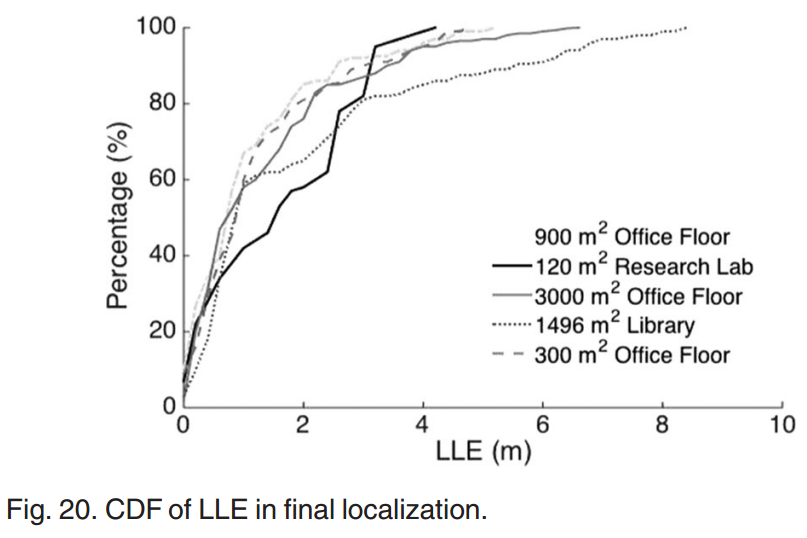 100
80
60
40
20
0
Percentage (%)
0 2 4 6 8 10
LLE (m)
900 m² Office Floor
120 m² Research Lab
3000 m² Office Floor
1496 m² Library
300 m² Office Floor
Fig. 20. CDF of LLE in final localization.